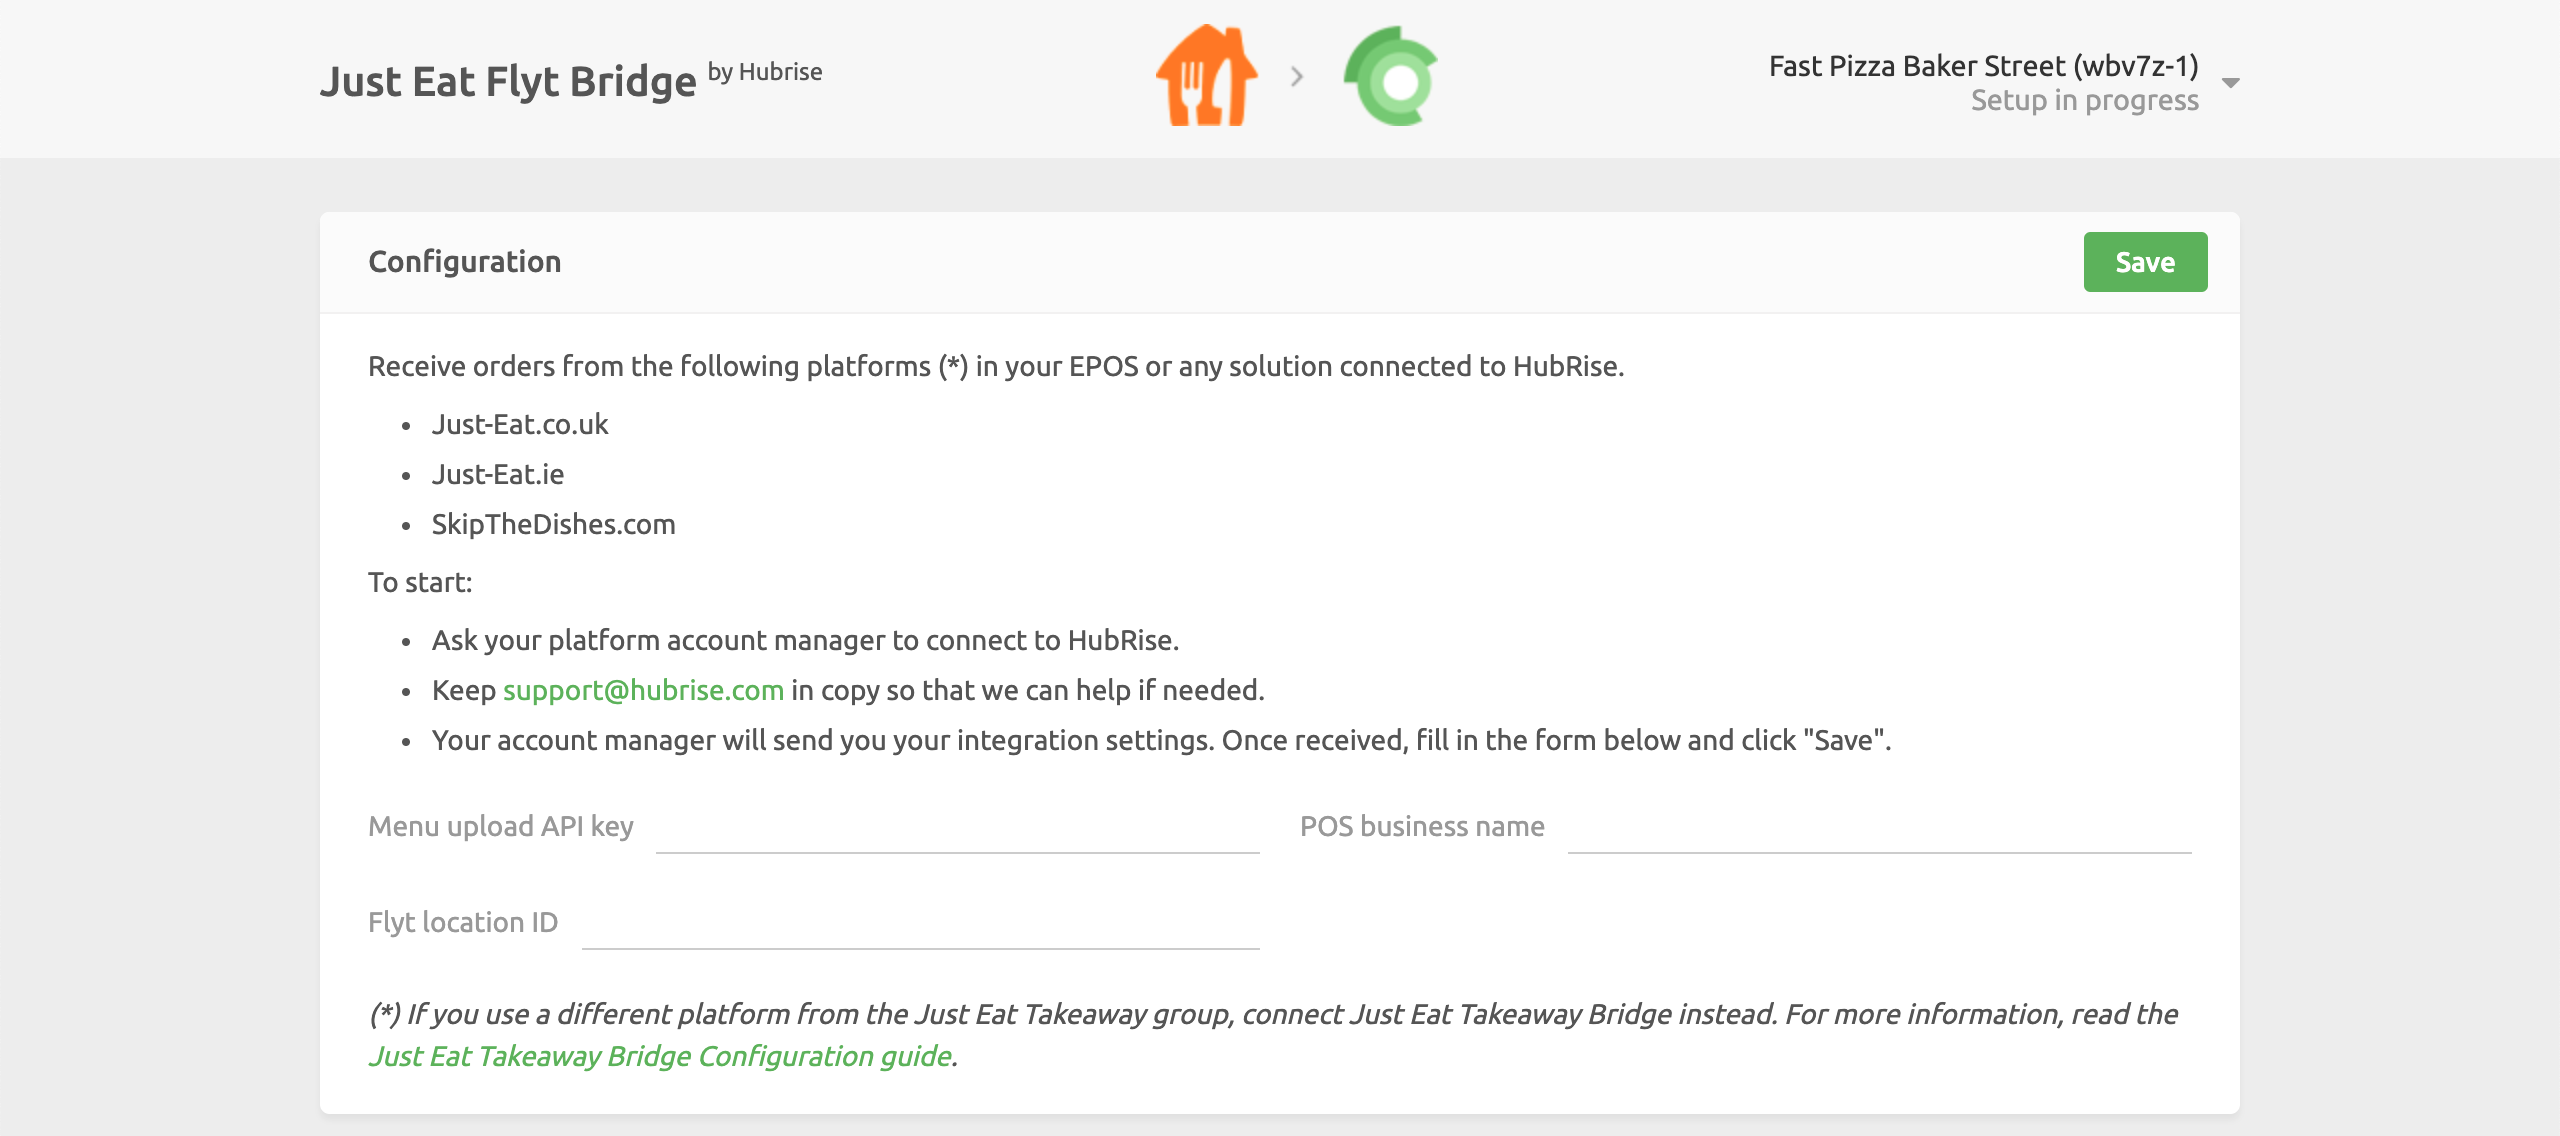 Just Eat Flyt Bridge by Hubrise
Fast Pizza Baker Street (wbv7z-1)
Setup in progress
Configuration
Save
Receive orders from the following platforms (*) in your EPOS or any solution connected to HubRise.
• Just-Eat.co.uk
• Just-Eat.ie
• SkipTheDishes.com
To start:
• Ask your platform account manager to connect to HubRise.
• Keep support@hubrise.com in copy so that we can help if needed.
• Your account manager will send you your integration settings. Once received, fill in the form below and click "Save".
Menu upload API key
POS business name
Flyt location ID
(*) If you use a different platform from the Just Eat Takeaway group, connect Just Eat Takeaway Bridge instead. For more information, read the
Just Eat Takeaway Bridge Configuration guide.